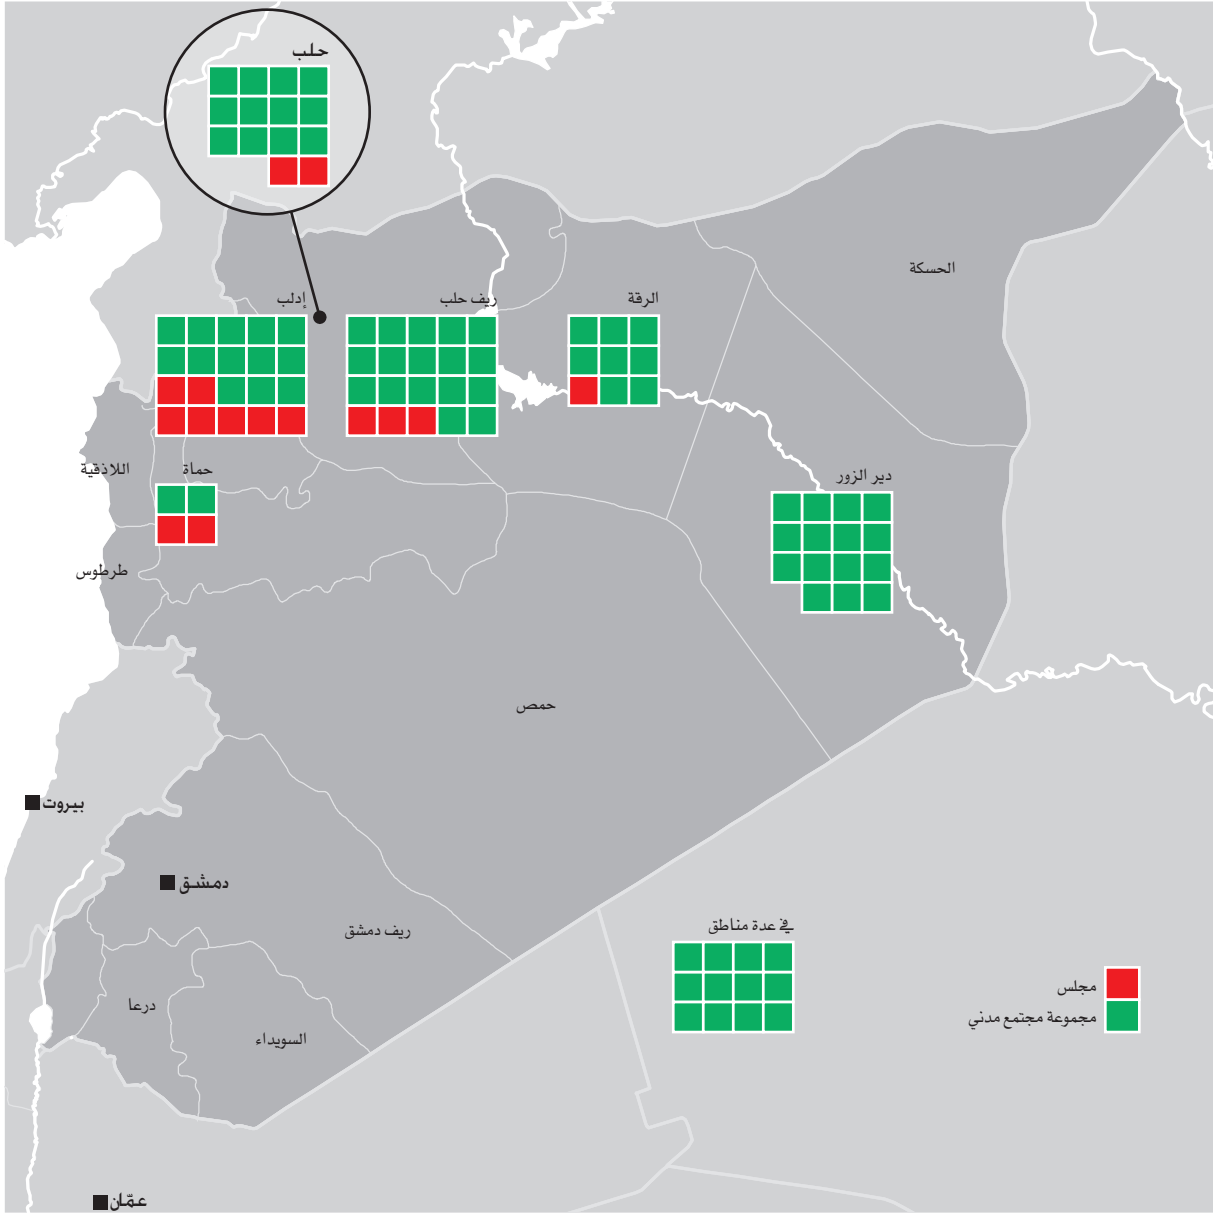 حلب
الحسكة
إدلب
ريف حلب
الرقة
اللاذقية
حماة
دير الزور
طرطوس
حمص
بيروت
دمشق
ريف دمشق
في عدة مناطق
درعا
السويداء
مجلس
مجموعة مجتمع مدني
عمّان